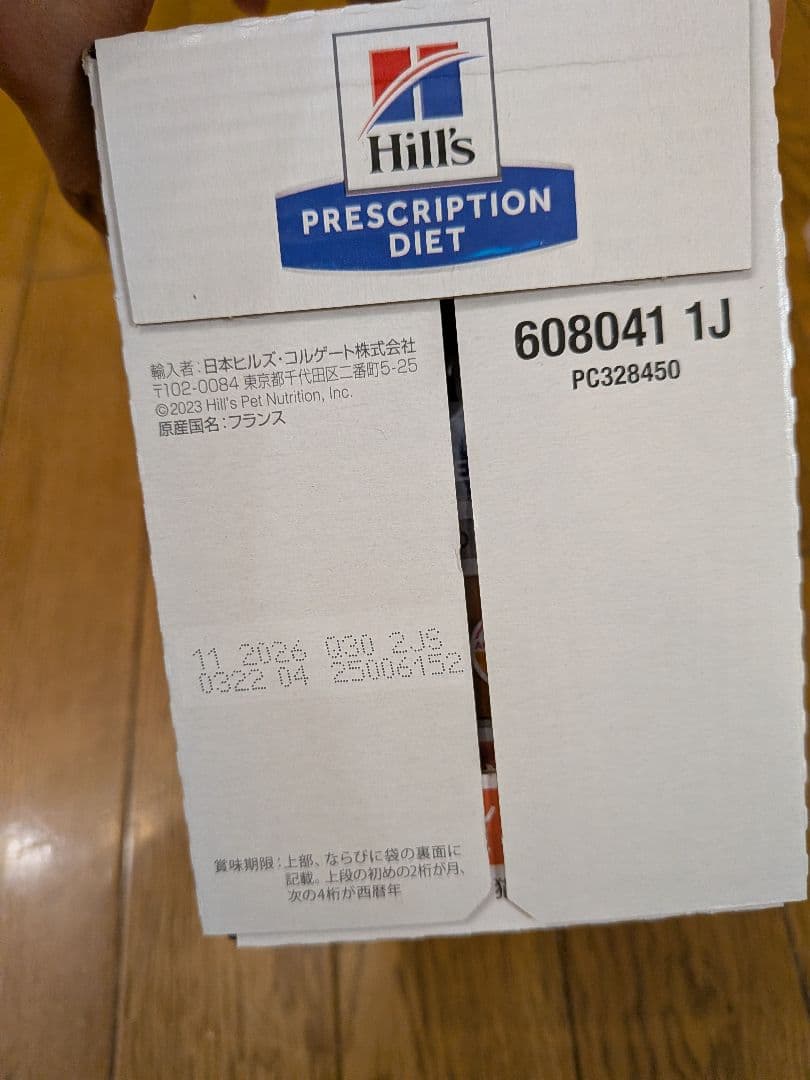 Hill's
PRESCRIPTION
DIET
輸入者:日本ヒルズ・コルゲート株式会社
〒102-0084 東京都千代田区二番町5-25
©2023 Hill's Pet Nutrition, Inc.
原産国名:フランス
608041 1J
PC328450
11 2026 Q30 2JS
0322 04 25006152
賞味期限:上部、ならびに袋の裏面に
記載。上段の初めの2桁が月、
次の4桁が西暦年